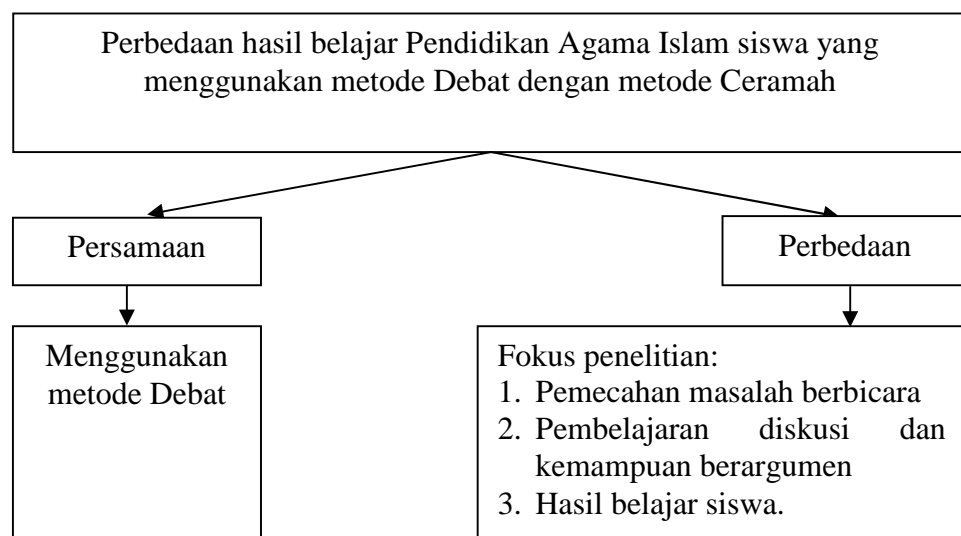 Perbedaan hasil belajar Pendidikan Agama Islam siswa yang
menggunakan metode Debat dengan metode Ceramah
Persamaan
Perbedaan
Menggunakan
metode Debat
Fokus penelitian:
1. Pemecahan masalah berbicara
2. Pembelajaran diskusi dan
kemampuan berargumen
3. Hasil belajar siswa.